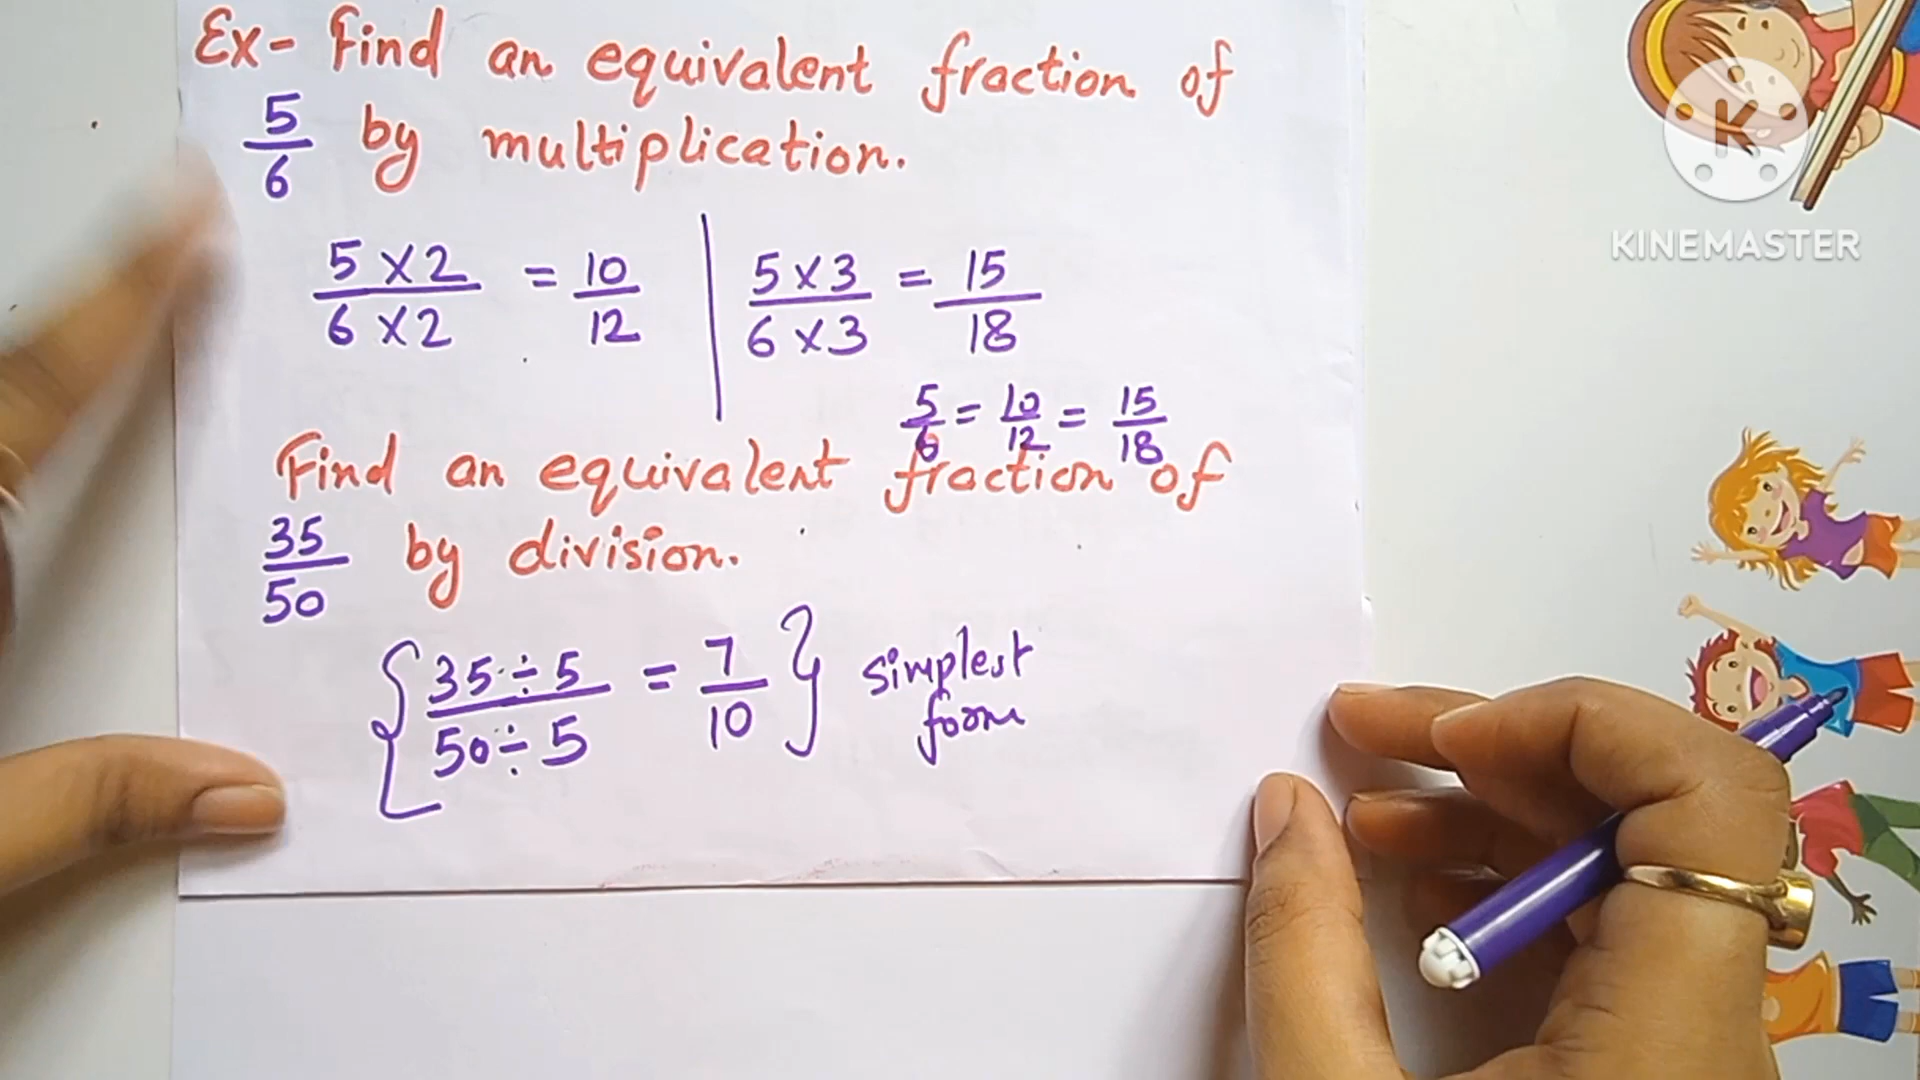 Ex- Find an equivalent fraction of
5/6 by multiplication.
5 × 2 / 6 × 2 = 10/12 | 5 × 3 / 6 × 3 = 15/18
5/6 = 10/12 = 15/18
Find an equivalent fraction of
35/50 by division.
{ 35 ÷ 5 / 50 ÷ 5 = 7/10 } simplest
form
K
KINEMASTER